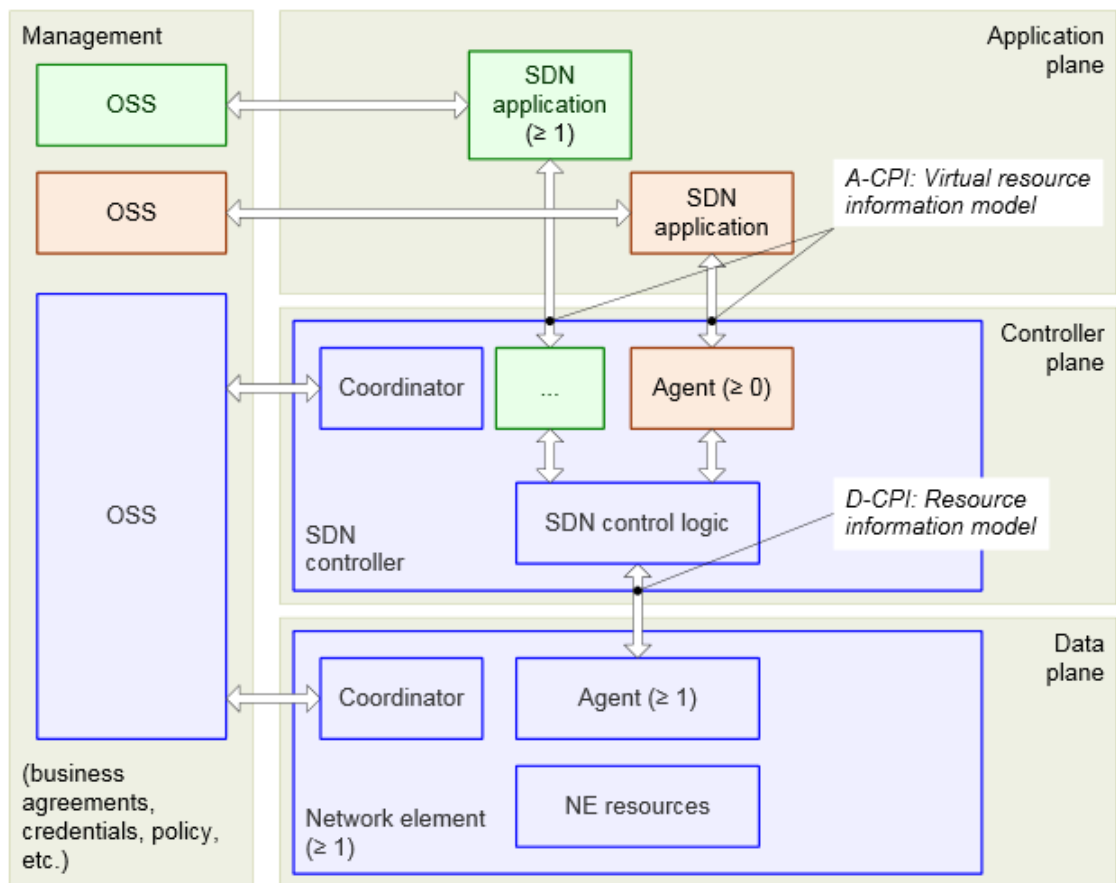 Management
OSS
OSS
OSS
(business
agreements,
credentials, policy,
etc.)
Application
plane
SDN
application
(≥ 1)
SDN
application
A-CPI: Virtual resource
information model
Controller
plane
Coordinator
...
Agent (≥ 0)
SDN control logic
SDN
controller
D-CPI: Resource
information model
Data
plane
Coordinator
Agent (≥ 1)
NE resources
Network element
(≥ 1)